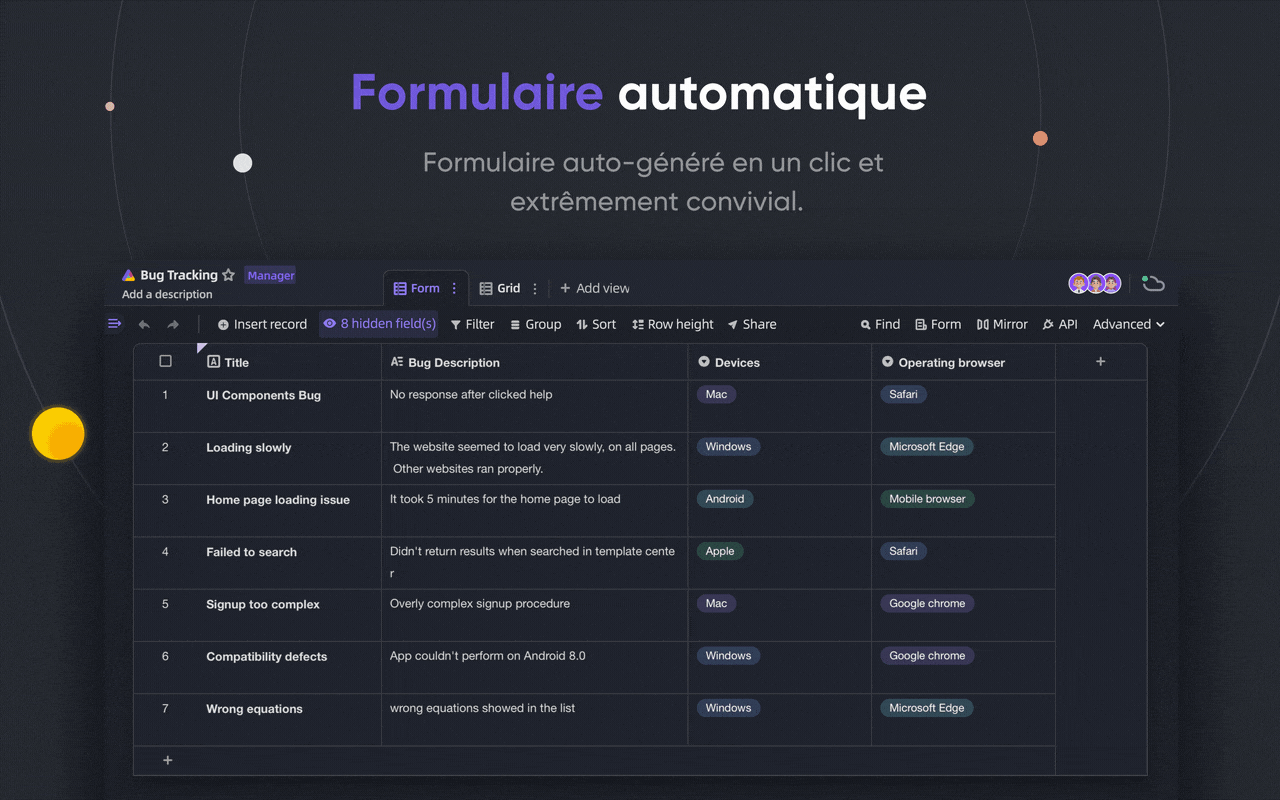 Formulaire automatique
Formulaire auto-généré en un clic et
extrêmement convivial.
Bug Tracking Manager
Add a description
Form Grid + Add view
Insert record 8 hidden field(s) Filter Group Sort Row height Share Find Form Mirror API Advanced
Title Bug Description Devices Operating browser +
1 UI Components Bug No response after clicked help Mac Safari
2 Loading slowly The website seemed to load very slowly, on all pages. Windows Microsoft Edge
Other websites ran properly.
3 Home page loading issue It took 5 minutes for the home page to load Android Mobile browser
4 Failed to search Didn't return results when searched in template cente Apple Safari
r
5 Signup too complex Overly complex signup procedure Mac Google chrome
6 Compatibility defects App couldn't perform on Android 8.0 Windows Google chrome
7 Wrong equations wrong equations showed in the list Windows Microsoft Edge
+